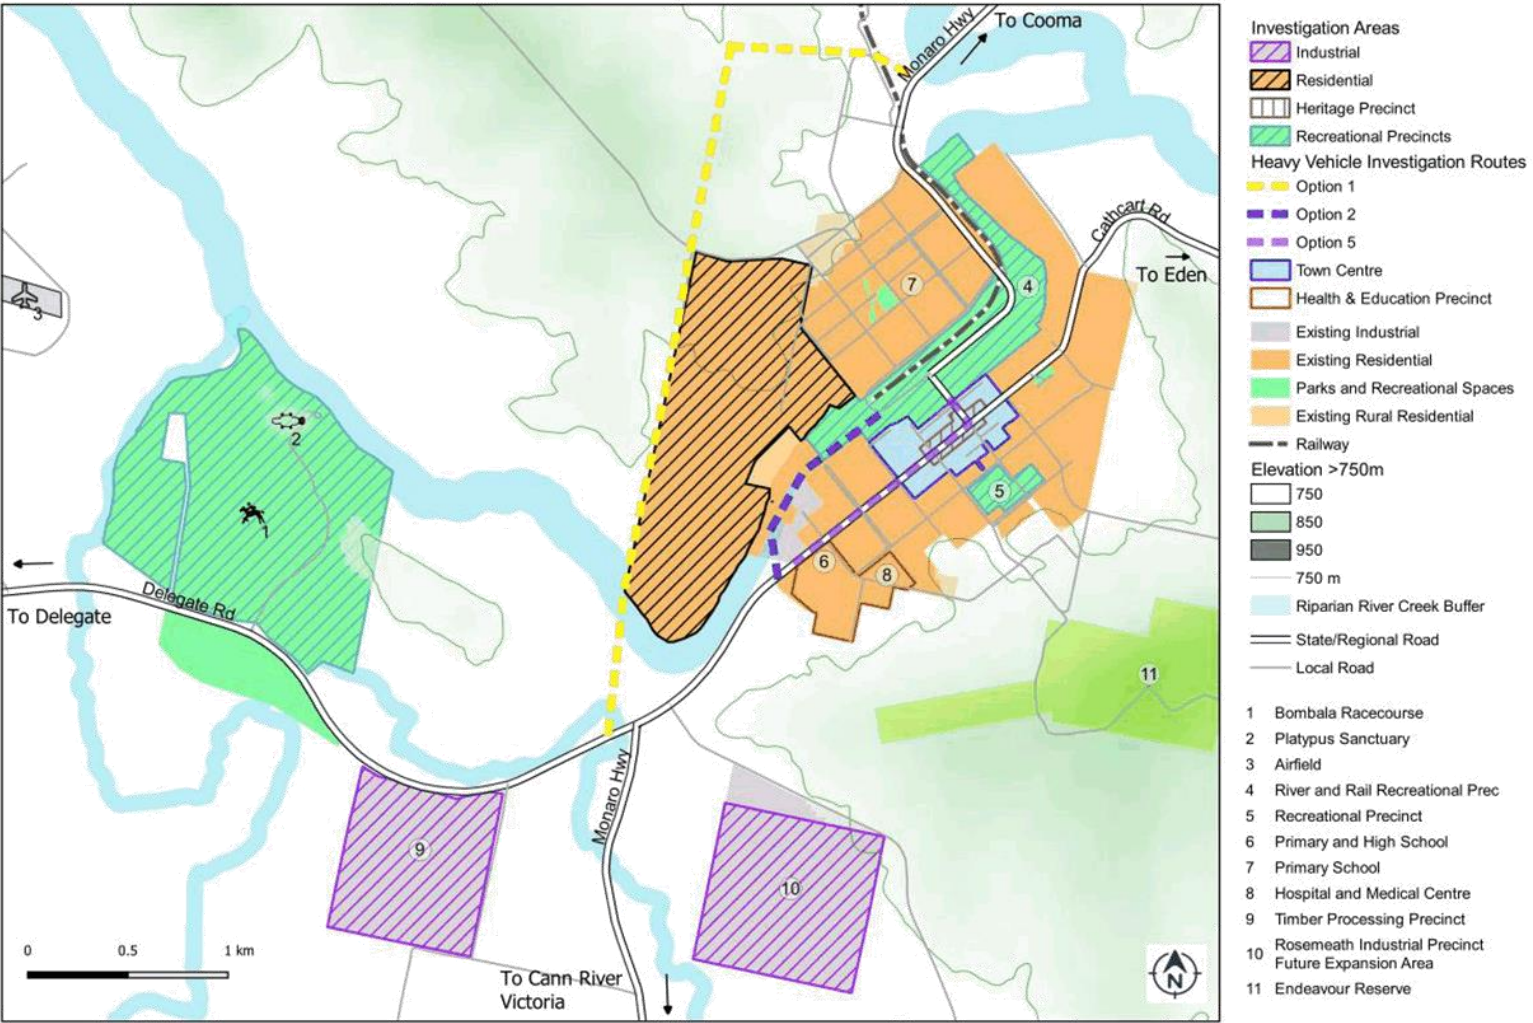 To Cooma
Monaro Hwy
Cathcart Rd
To Eden
7
4
3
2
1
5
6
8
To Delegate
Delegate Rd
11
Monaro Hwy
9
10
0 0.5 1 km
To Cann River
Victoria
N
Investigation Areas
Industrial
Residential
Heritage Precinct
Recreational Precincts
Heavy Vehicle Investigation Routes
Option 1
Option 2
Option 5
Town Centre
Health & Education Precinct
Existing Industrial
Existing Residential
Parks and Recreational Spaces
Existing Rural Residential
Railway
Elevation >750m
750
850
950
750 m
Riparian River Creek Buffer
State/Regional Road
Local Road
1 Bombala Racecourse
2 Platypus Sanctuary
3 Airfield
4 River and Rail Recreational Prec
5 Recreational Precinct
6 Primary and High School
7 Primary School
8 Hospital and Medical Centre
9 Timber Processing Precinct
10 Rosemeath Industrial Precinct
Future Expansion Area
11 Endeavour Reserve